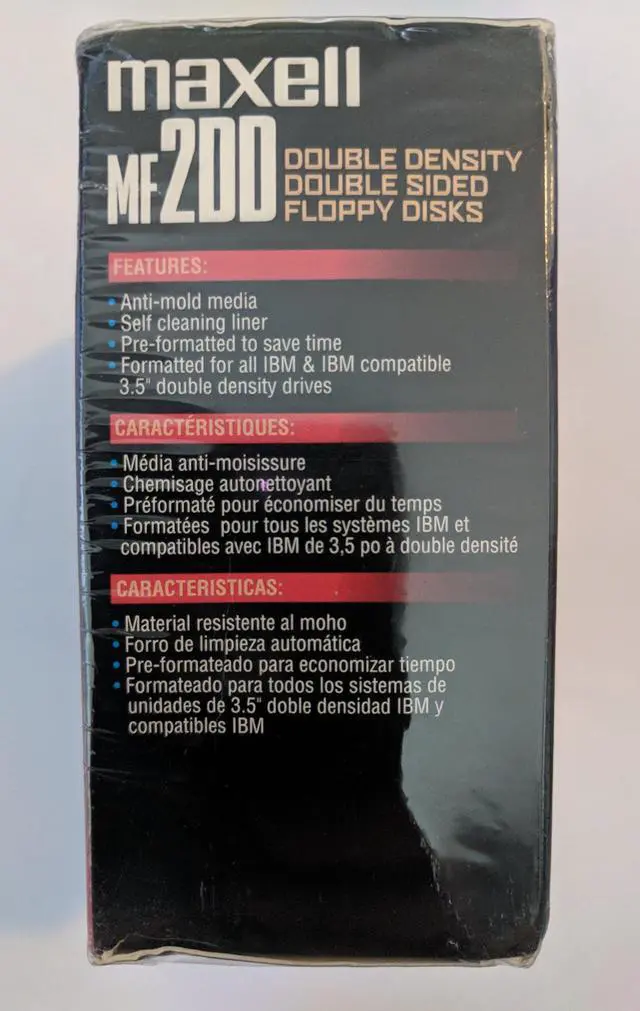 maxell
MF2DD DOUBLE DENSITY
DOUBLE SIDED
FLOPPY DISKS
FEATURES:
• Anti-mold media
• Self cleaning liner
• Pre-formatted to save time
• Formatted for all IBM & IBM compatible
3.5" double density drives
CARACTÉRISTIQUES:
• Média anti-moisissure
• Chemisage autonettoyant
• Préformaté pour économiser du temps
• Formatées pour tous les systèmes IBM et
compatibles avec IBM de 3,5 po à double densité
CARACTERISTICAS:
• Material resistente al moho
• Forro de limpieza automática
• Pre-formateado para economizar tiempo
• Formateado para todos los sistemas de
unidades de 3.5" doble densidad IBM y
compatibles IBM